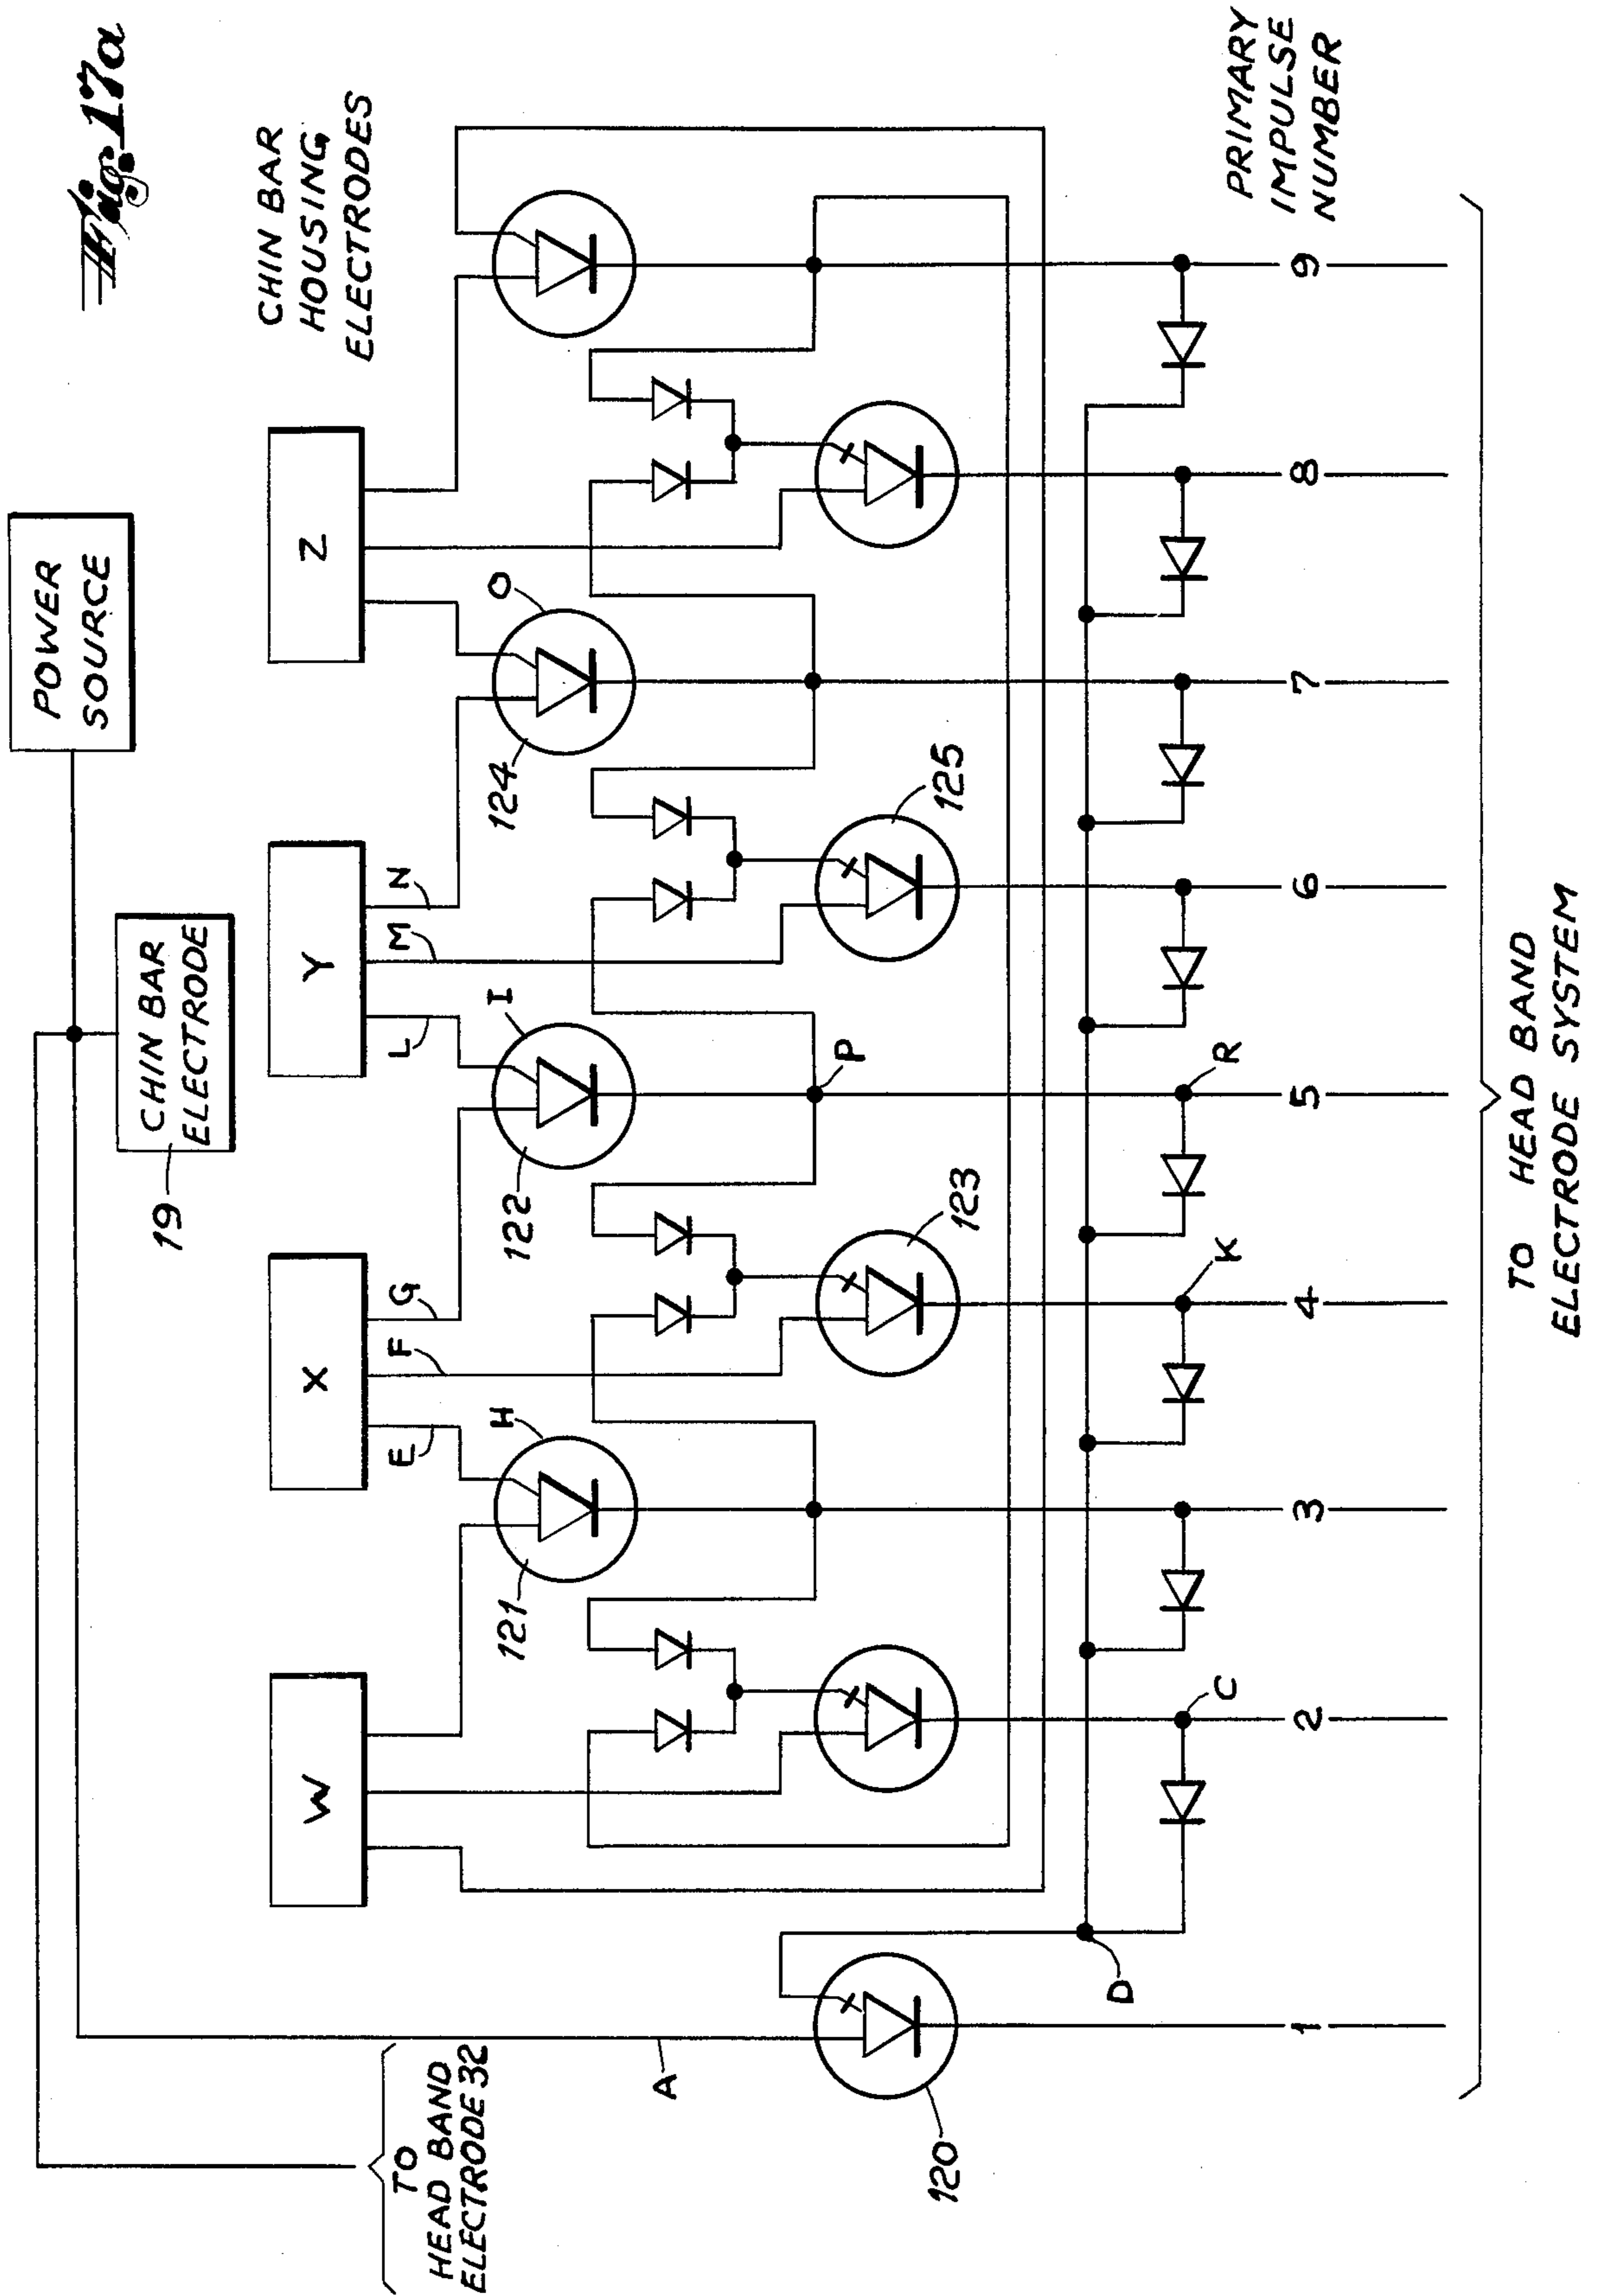 Fig. 17a
POWER
SOURCE
CHIN BAR
ELECTRODE
19
CHIN BAR
HOUSING
ELECTRODES
W
X
Y
Z
E
F
G
L
M
N
H
I
O
121
122
124
TO
HEAD BAND
ELECTRODE 32
A
120
123
125
P
D
C
K
R
1
2
3
4
5
6
7
8
9
PRIMARY
IMPULSE
NUMBER
TO HEAD BAND
ELECTRODE SYSTEM